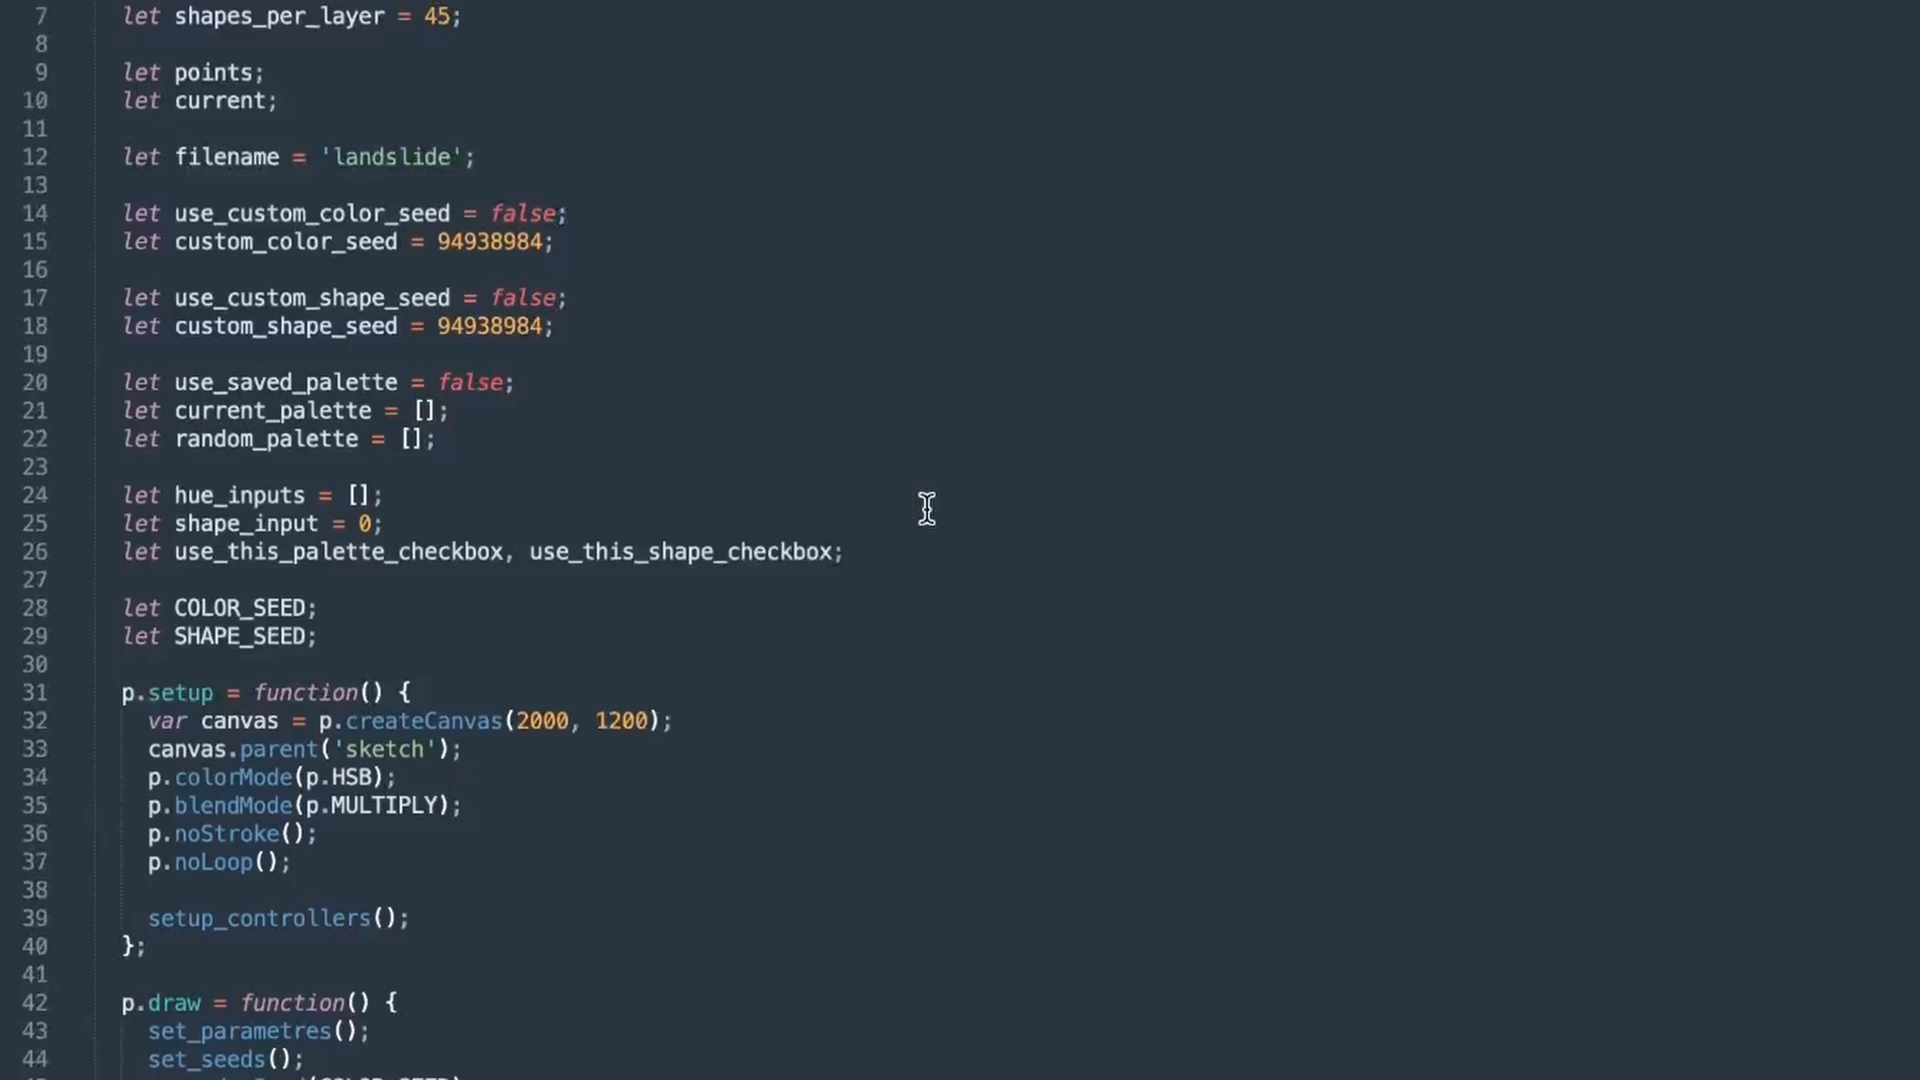 7 let shapes_per_layer = 45;
8
9 let points;
10 let current;
11
12 let filename = 'landslide';
13
14 let use_custom_color_seed = false;
15 let custom_color_seed = 94938984;
16
17 let use_custom_shape_seed = false;
18 let custom_shape_seed = 94938984;
19
20 let use_saved_palette = false;
21 let current_palette = [];
22 let random_palette = [];
23
24 let hue_inputs = [];
25 let shape_input = 0;
26 let use_this_palette_checkbox, use_this_shape_checkbox;
27
28 let COLOR_SEED;
29 let SHAPE_SEED;
30
31 p.setup = function() {
32 var canvas = p.createCanvas(2000, 1200);
33 canvas.parent('sketch');
34 p.colorMode(p.HSB);
35 p.blendMode(p.MULTIPLY);
36 p.noStroke();
37 p.noLoop();
38
39 setup_controllers();
40 };
41
42 p.draw = function() {
43 set_parametres();
44 set_seeds();